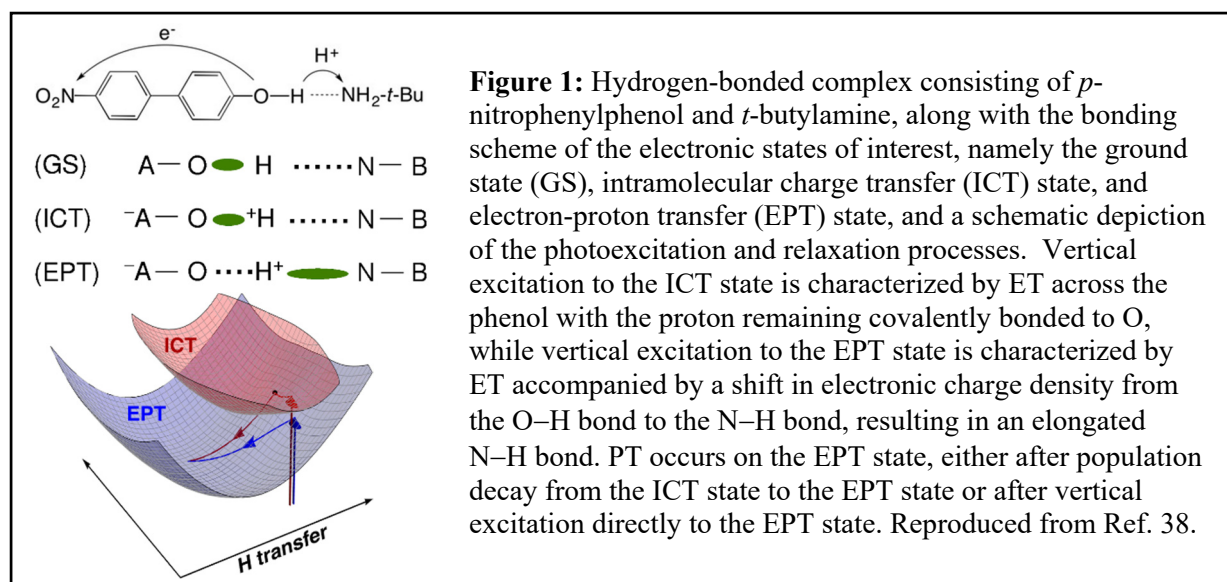 e-
H+
O₂N
O—H ······ NH₂-t-Bu
(GS) A—O H ······ N—B
(ICT) ⁻A—O ⁺H ······ N—B
(EPT) ⁻A—O ···· H⁺ N—B
ICT
EPT
H transfer
Figure 1: Hydrogen-bonded complex consisting of p-
nitrophenylphenol and t-butylamine, along with the bonding
scheme of the electronic states of interest, namely the ground
state (GS), intramolecular charge transfer (ICT) state, and
electron-proton transfer (EPT) state, and a schematic depiction
of the photoexcitation and relaxation processes.  Vertical
excitation to the ICT state is characterized by ET across the
phenol with the proton remaining covalently bonded to O,
while vertical excitation to the EPT state is characterized by
ET accompanied by a shift in electronic charge density from
the O–H bond to the N–H bond, resulting in an elongated
N–H bond. PT occurs on the EPT state, either after population
decay from the ICT state to the EPT state or after vertical
excitation directly to the EPT state. Reproduced from Ref. 38.